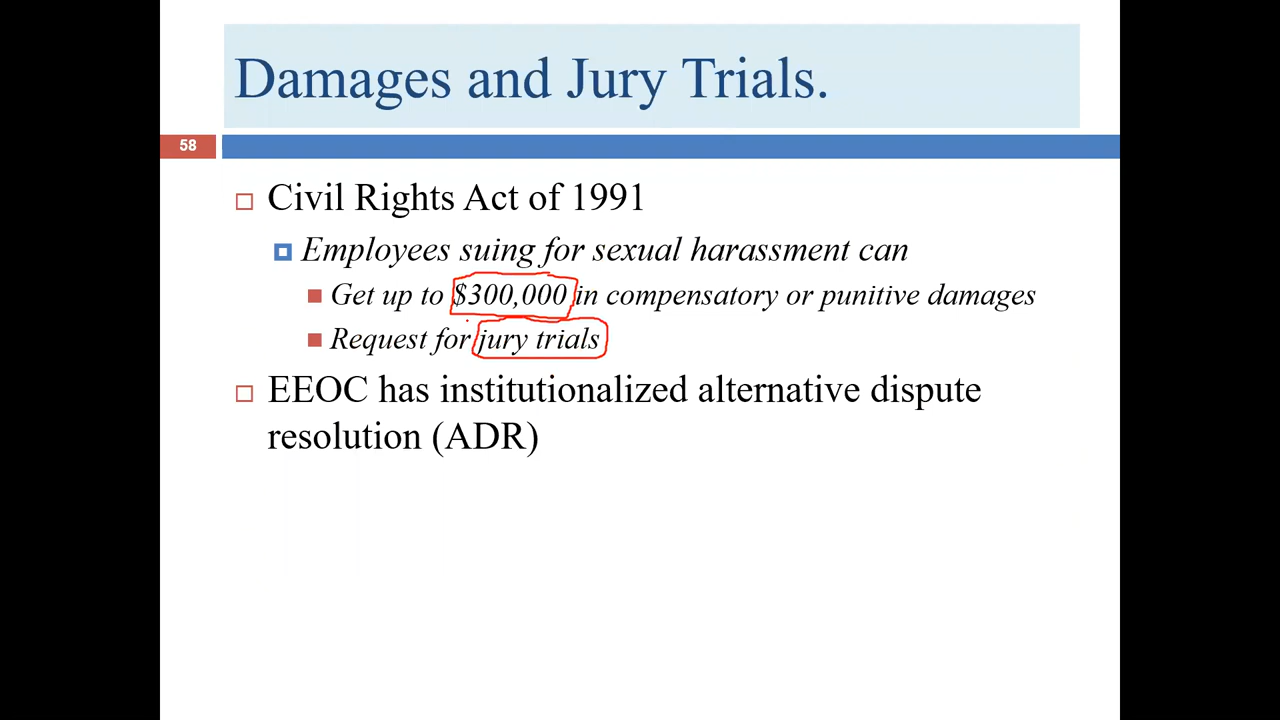 Damages and Jury Trials.
58
Civil Rights Act of 1991
Employees suing for sexual harassment can
Get up to $300,000 in compensatory or punitive damages
Request for jury trials
EEOC has institutionalized alternative dispute
resolution (ADR)